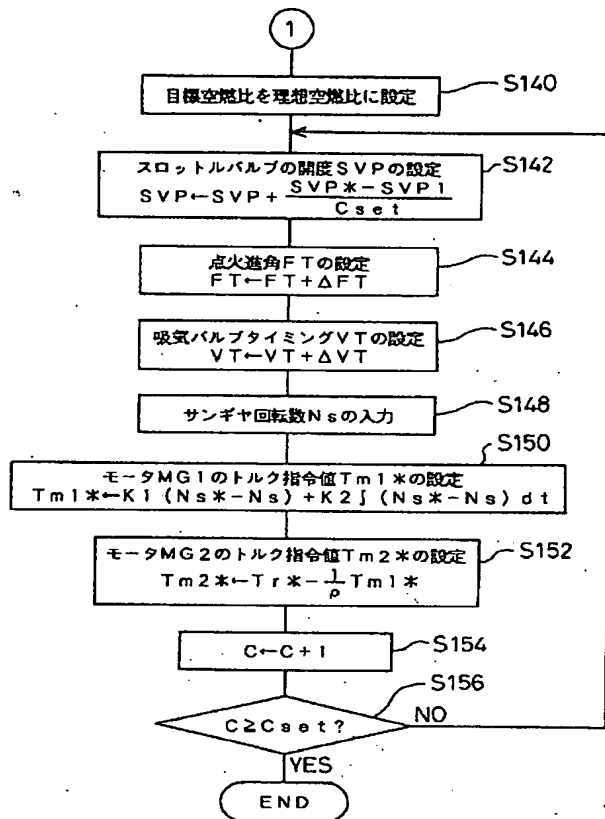 1
目標空燃比を理想空燃比に設定
S140
スロットルバルブの開度SVPの設定
SVP←SVP+(SVP*-SVP1)/Cset
S142
点火進角FTの設定
FT←FT+ΔFT
S144
吸気バルブタイミングVTの設定
VT←VT+ΔVT
S146
サンギヤ回転数Nsの入力
S148
S150
モータMG1のトルク指令値Tm1*の設定
Tm1*←K1(Ns*-Ns)+K2∫(Ns*-Ns)dt
モータMG2のトルク指令値Tm2*の設定
Tm2*←Tr*-1/ρ Tm1*
S152
C←C+1
S154
S156
C≧Cset?
NO
YES
END